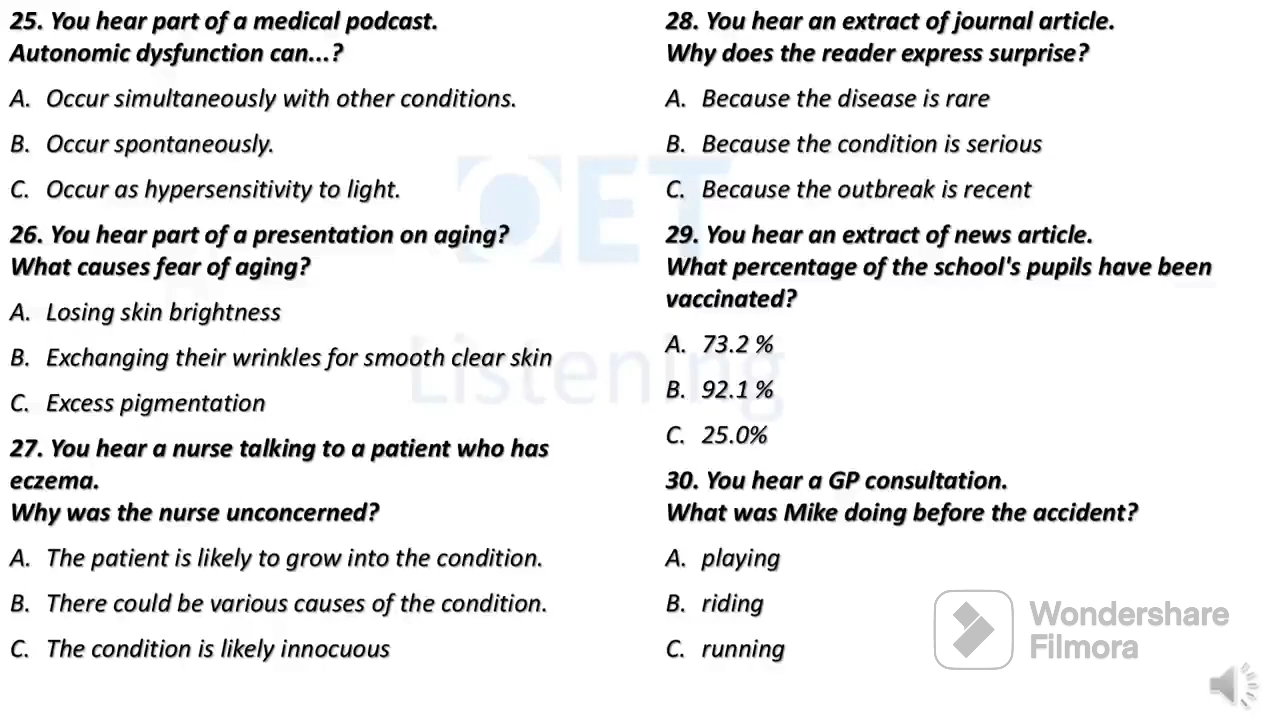 25. You hear part of a medical podcast.
Autonomic dysfunction can...?
A. Occur simultaneously with other conditions.
B. Occur spontaneously.
C. Occur as hypersensitivity to light.
26. You hear part of a presentation on aging?
What causes fear of aging?
A. Losing skin brightness
B. Exchanging their wrinkles for smooth clear skin
C. Excess pigmentation
27. You hear a nurse talking to a patient who has
eczema.
Why was the nurse unconcerned?
A. The patient is likely to grow into the condition.
B. There could be various causes of the condition.
C. The condition is likely innocuous
28. You hear an extract of journal article.
Why does the reader express surprise?
A. Because the disease is rare
B. Because the condition is serious
C. Because the outbreak is recent
29. You hear an extract of news article.
What percentage of the school's pupils have been
vaccinated?
A. 73.2 %
B. 92.1 %
C. 25.0%
30. You hear a GP consultation.
What was Mike doing before the accident?
A. playing
B. riding
C. running
OET
Listening
Wondershare
Filmora